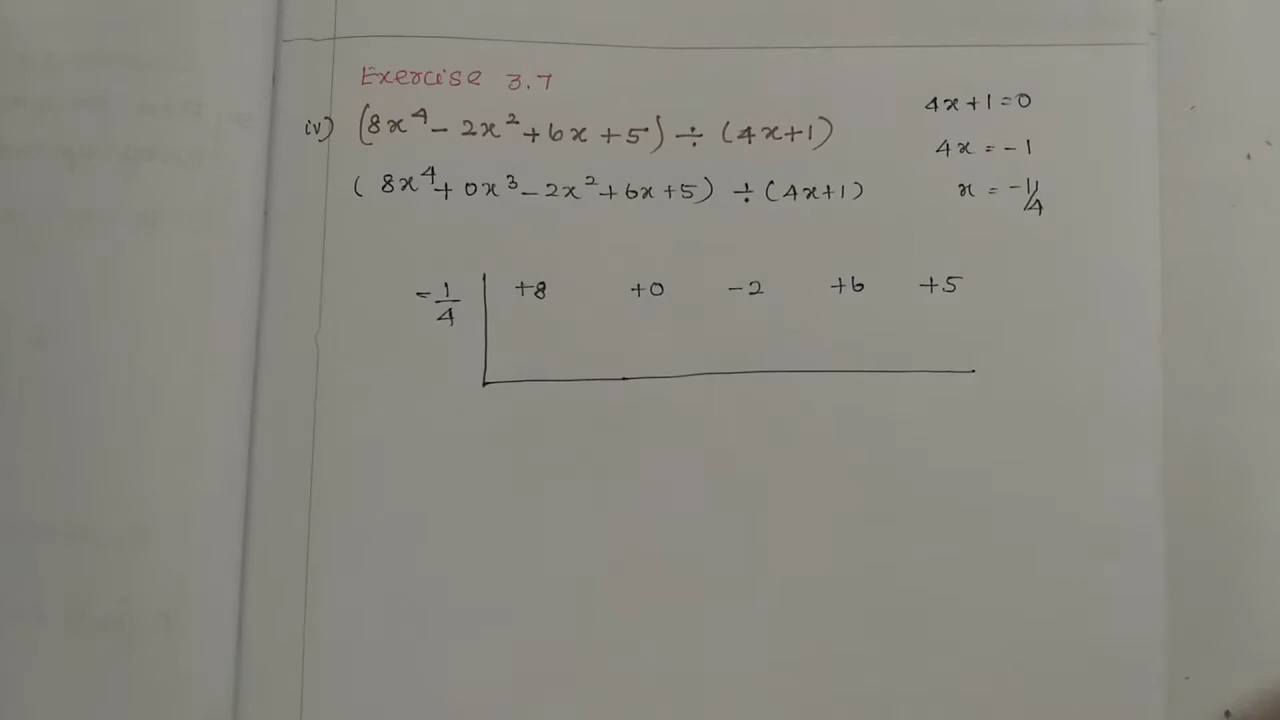 Exercise 3.7
iv) (8x⁴ - 2x² + 6x + 5) ÷ (4x+1)
(8x⁴ + 0x³ - 2x² + 6x + 5) ÷ (4x+1)
4x+1=0
4x = -1
x = -1/4
-1/4 | +8 +0 -2 +6 +5